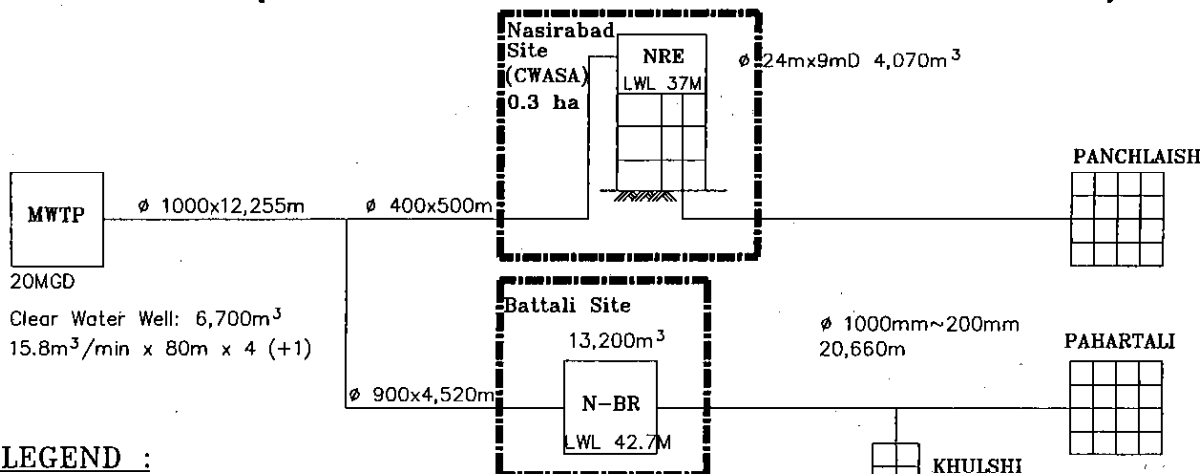 Nasirabad
Site
(CWASA)
0.3 ha
NRE
LWL 37M
ø 24mx9mD 4,070m³
PANCHLAISH
MWTP
ø 1000x12,255m
ø 400x500m
20MGD
Clear Water Well: 6,700m³
15.8m³/min x 80m x 4 (+1)
Battali Site
13,200m³
ø 1000mm~200mm
20,660m
PAHARTALI
ø 900x4,520m
N-BR
LWL 42.7M
LEGEND :
KHULSHI